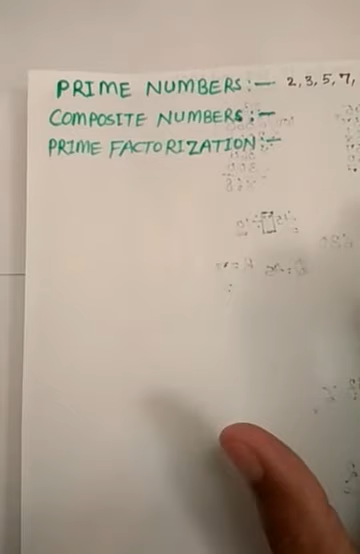 PRIME NUMBERS:— 2, 3, 5, 7,
COMPOSITE NUMBERS:—
PRIME FACTORIZATION:—